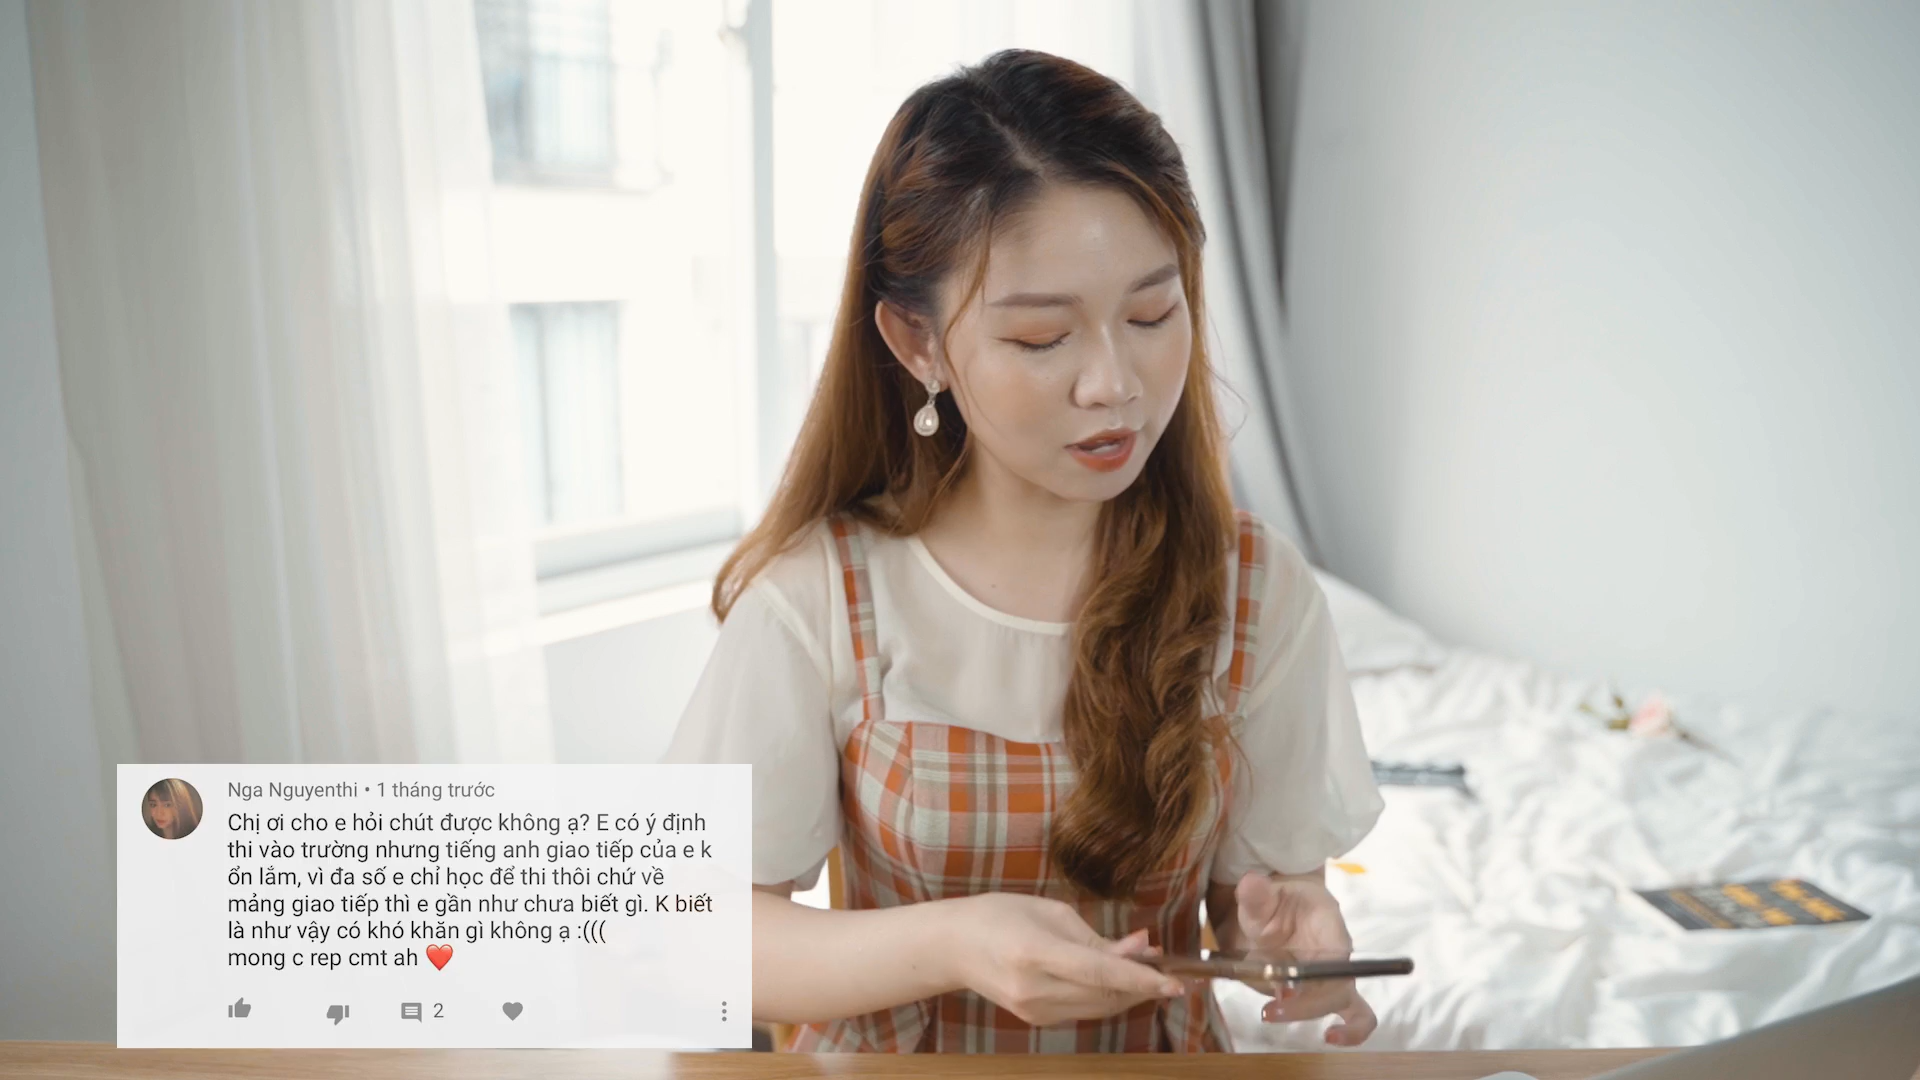 Nga Nguyenthi • 1 tháng trước
Chị ơi cho e hỏi chút được không ạ? E có ý định
thi vào trường nhưng tiếng anh giao tiếp của e k
ổn lắm, vì đa số e chỉ học để thi thôi chứ về
mảng giao tiếp thì e gần như chưa biết gì. K biết
là như vậy có khó khăn gì không ạ :(((
mong c rep cmt ah ❤️
2